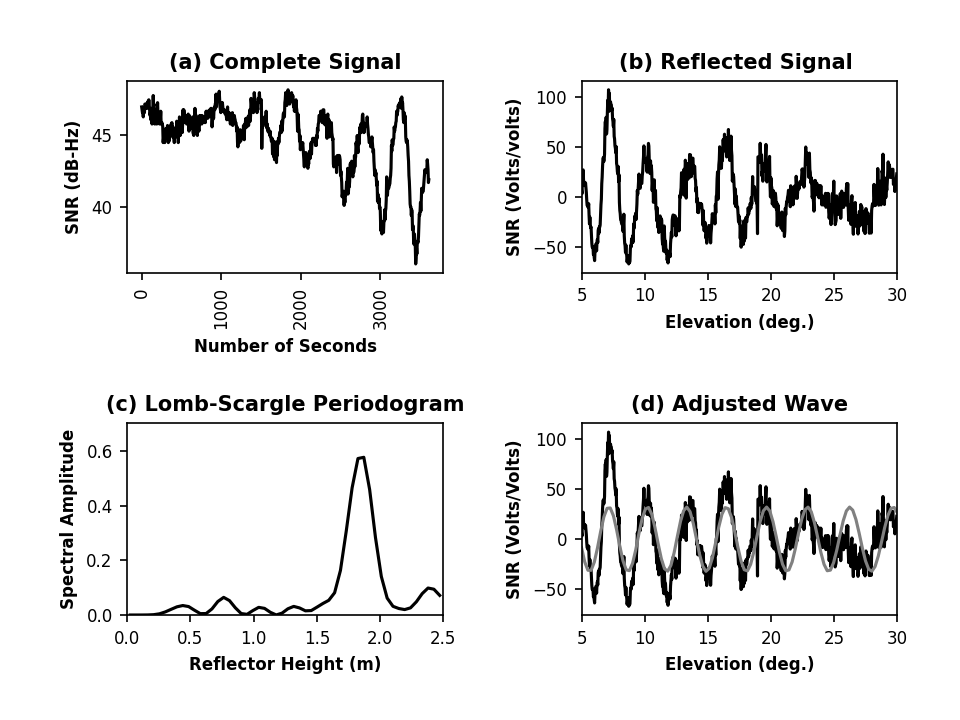 (a) Complete Signal
SNR (dB-Hz)
45
40
0
1000
2000
3000
Number of Seconds
(b) Reflected Signal
SNR (Volts/volts)
100
50
0
−50
5 10 15 20 25 30
Elevation (deg.)
(c) Lomb-Scargle Periodogram
Spectral Amplitude
0.6
0.4
0.2
0.0
0.0 0.5 1.0 1.5 2.0 2.5
Reflector Height (m)
(d) Adjusted Wave
SNR (Volts/Volts)
100
50
0
−50
5 10 15 20 25 30
Elevation (deg.)